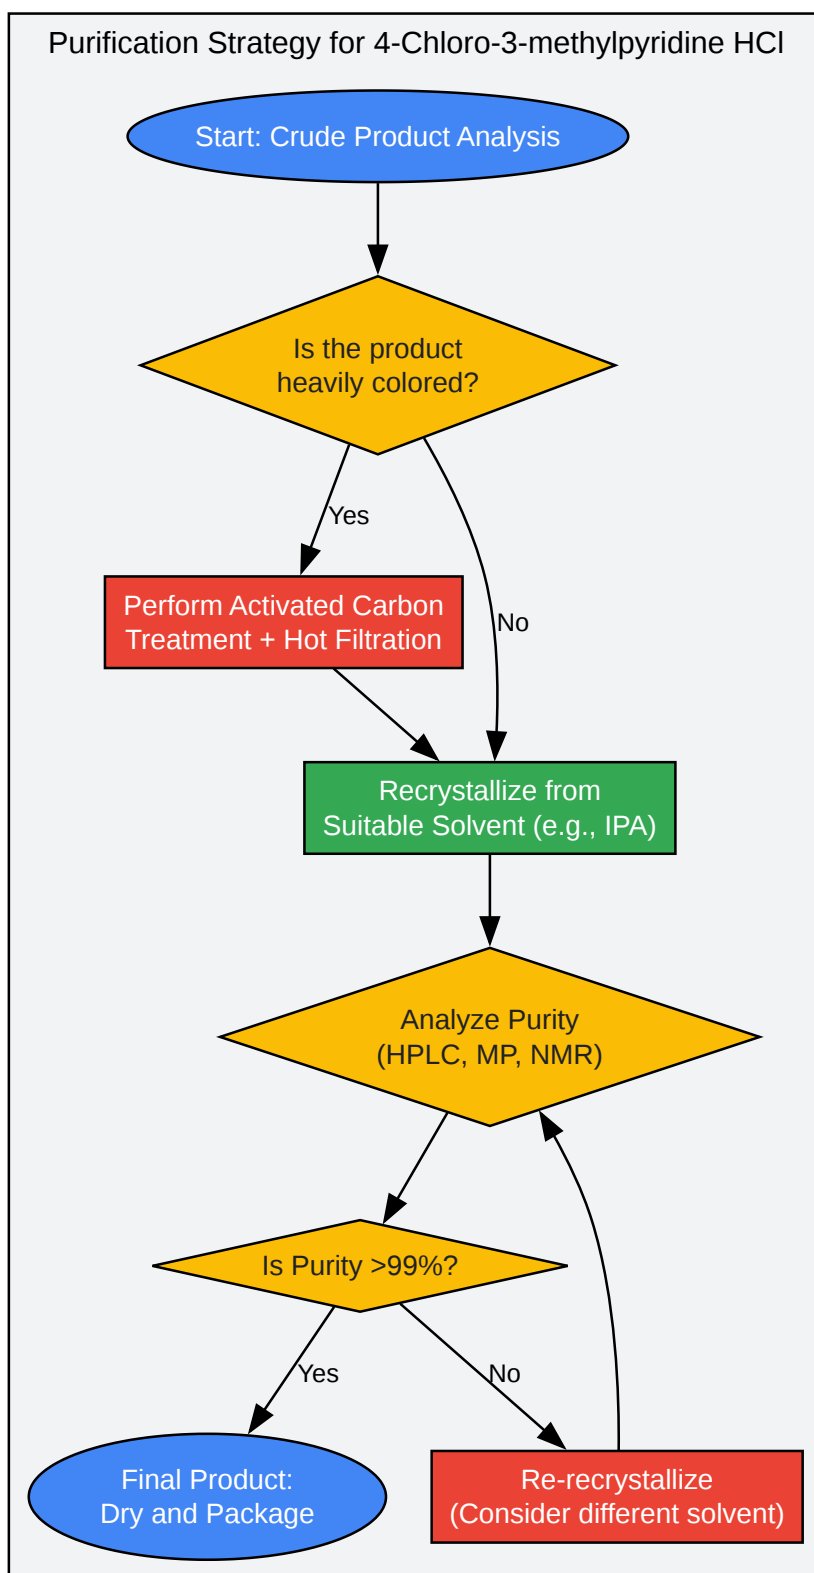 Purification Strategy for 4-Chloro-3-methylpyridine HCl
Start: Crude Product Analysis
Is the product
heavily colored?
Yes
Perform Activated Carbon
Treatment + Hot Filtration
No
Recrystallize from
Suitable Solvent (e.g., IPA)
Analyze Purity
(HPLC, MP, NMR)
Is Purity >99%?
Yes
No
Final Product:
Dry and Package
Re-recrystallize
(Consider different solvent)